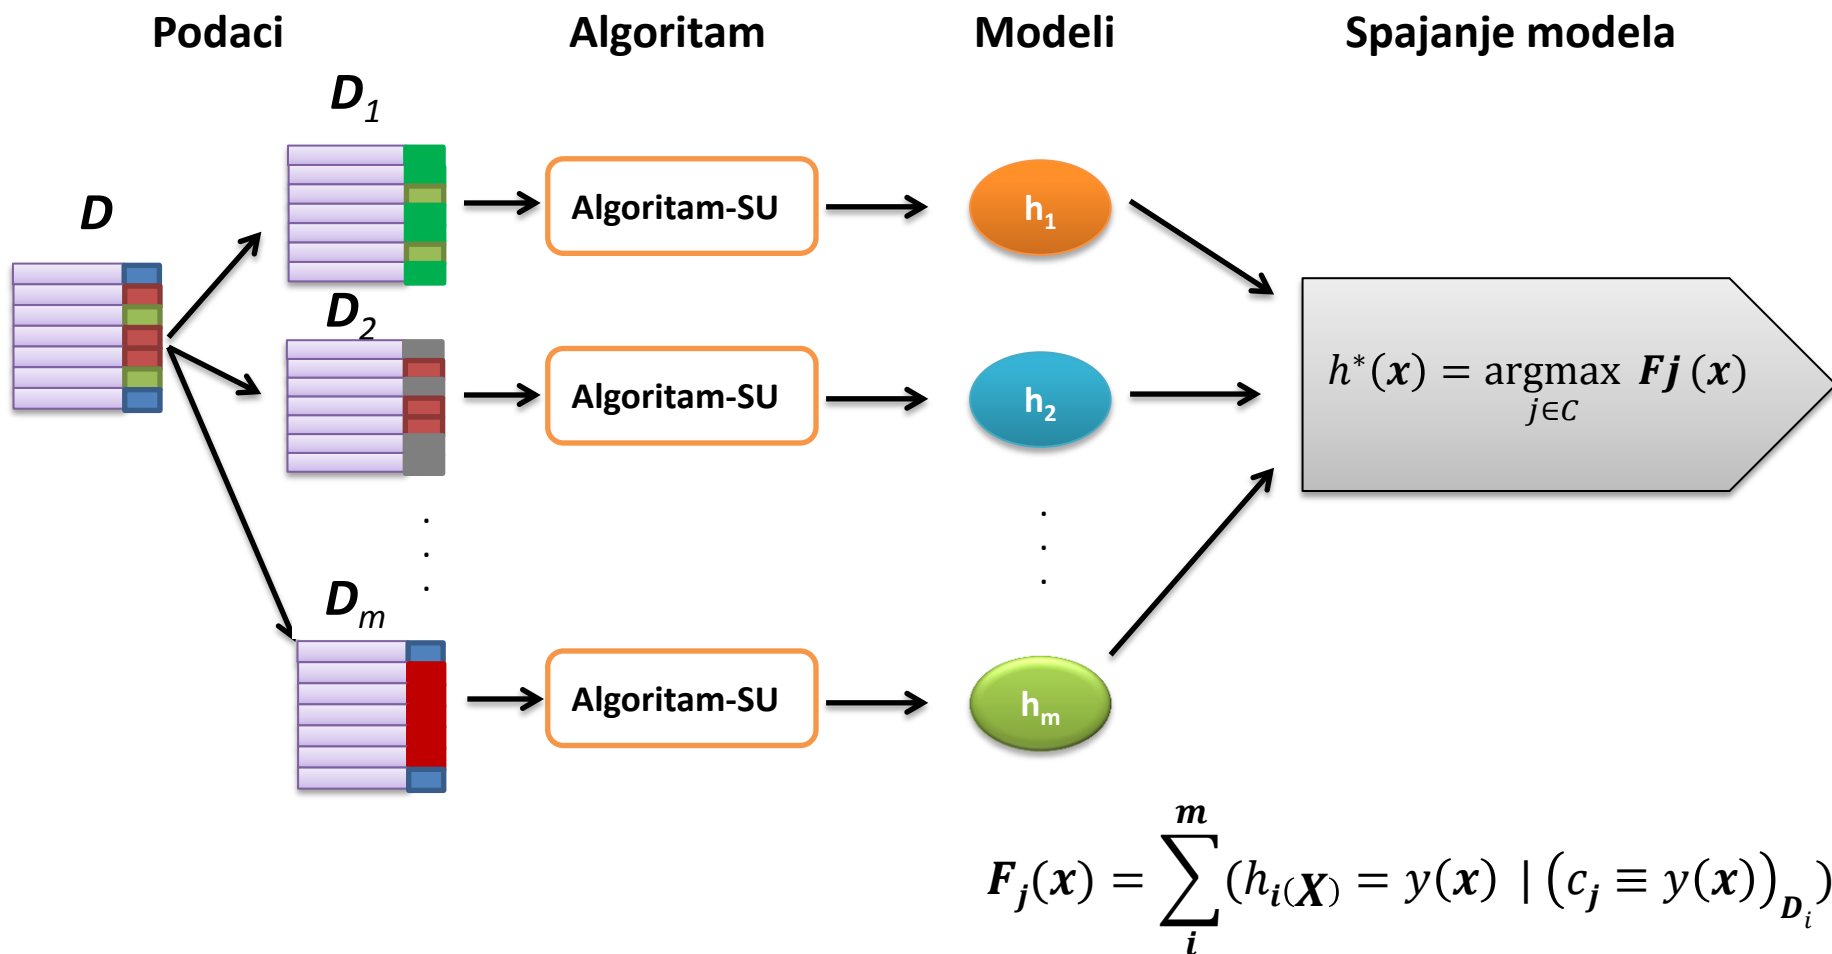 Podaci Algoritam Modeli Spajanje modela
D₁
Algoritam-SU h₁
D
D₂
Algoritam-SU h₂
h*(x) = argmax Fj (x)
j∈C
.
.
.
.
.
.
Dₘ
Algoritam-SU hₘ
m
Fⱼ(x) = ∑(hᵢ(X) = y(x) | (cⱼ ≡ y(x))Dᵢ)
i